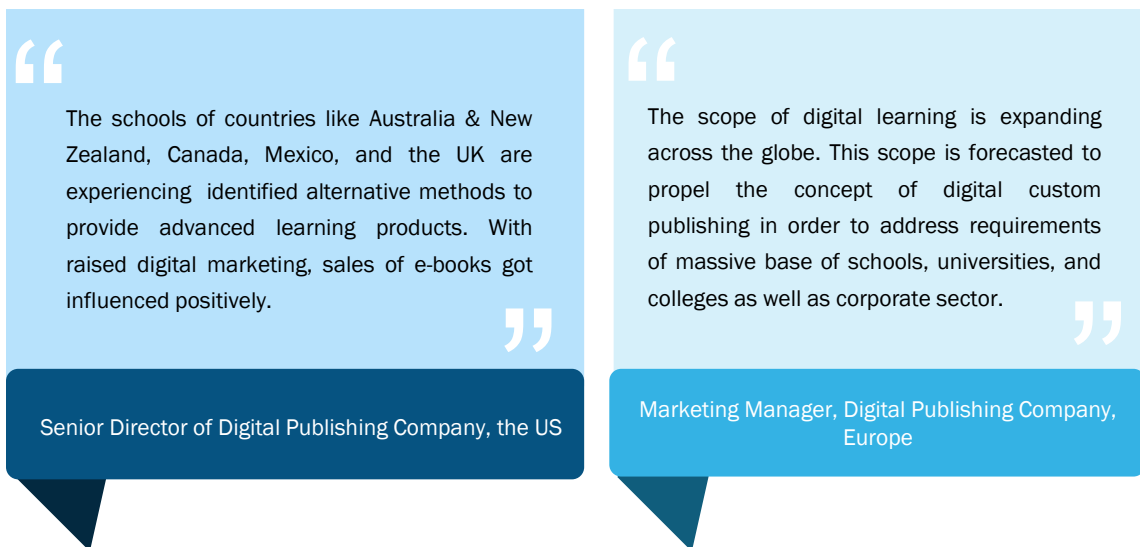 “
The schools of countries like Australia & New
Zealand, Canada, Mexico, and the UK are
experiencing identified alternative methods to
provide advanced learning products. With
raised digital marketing, sales of e-books got
influenced positively.
”
Senior Director of Digital Publishing Company, the US
“
The scope of digital learning is expanding
across the globe. This scope is forecasted to
propel the concept of digital custom
publishing in order to address requirements
of massive base of schools, universities, and
colleges as well as corporate sector.
”
Marketing Manager, Digital Publishing Company,
Europe